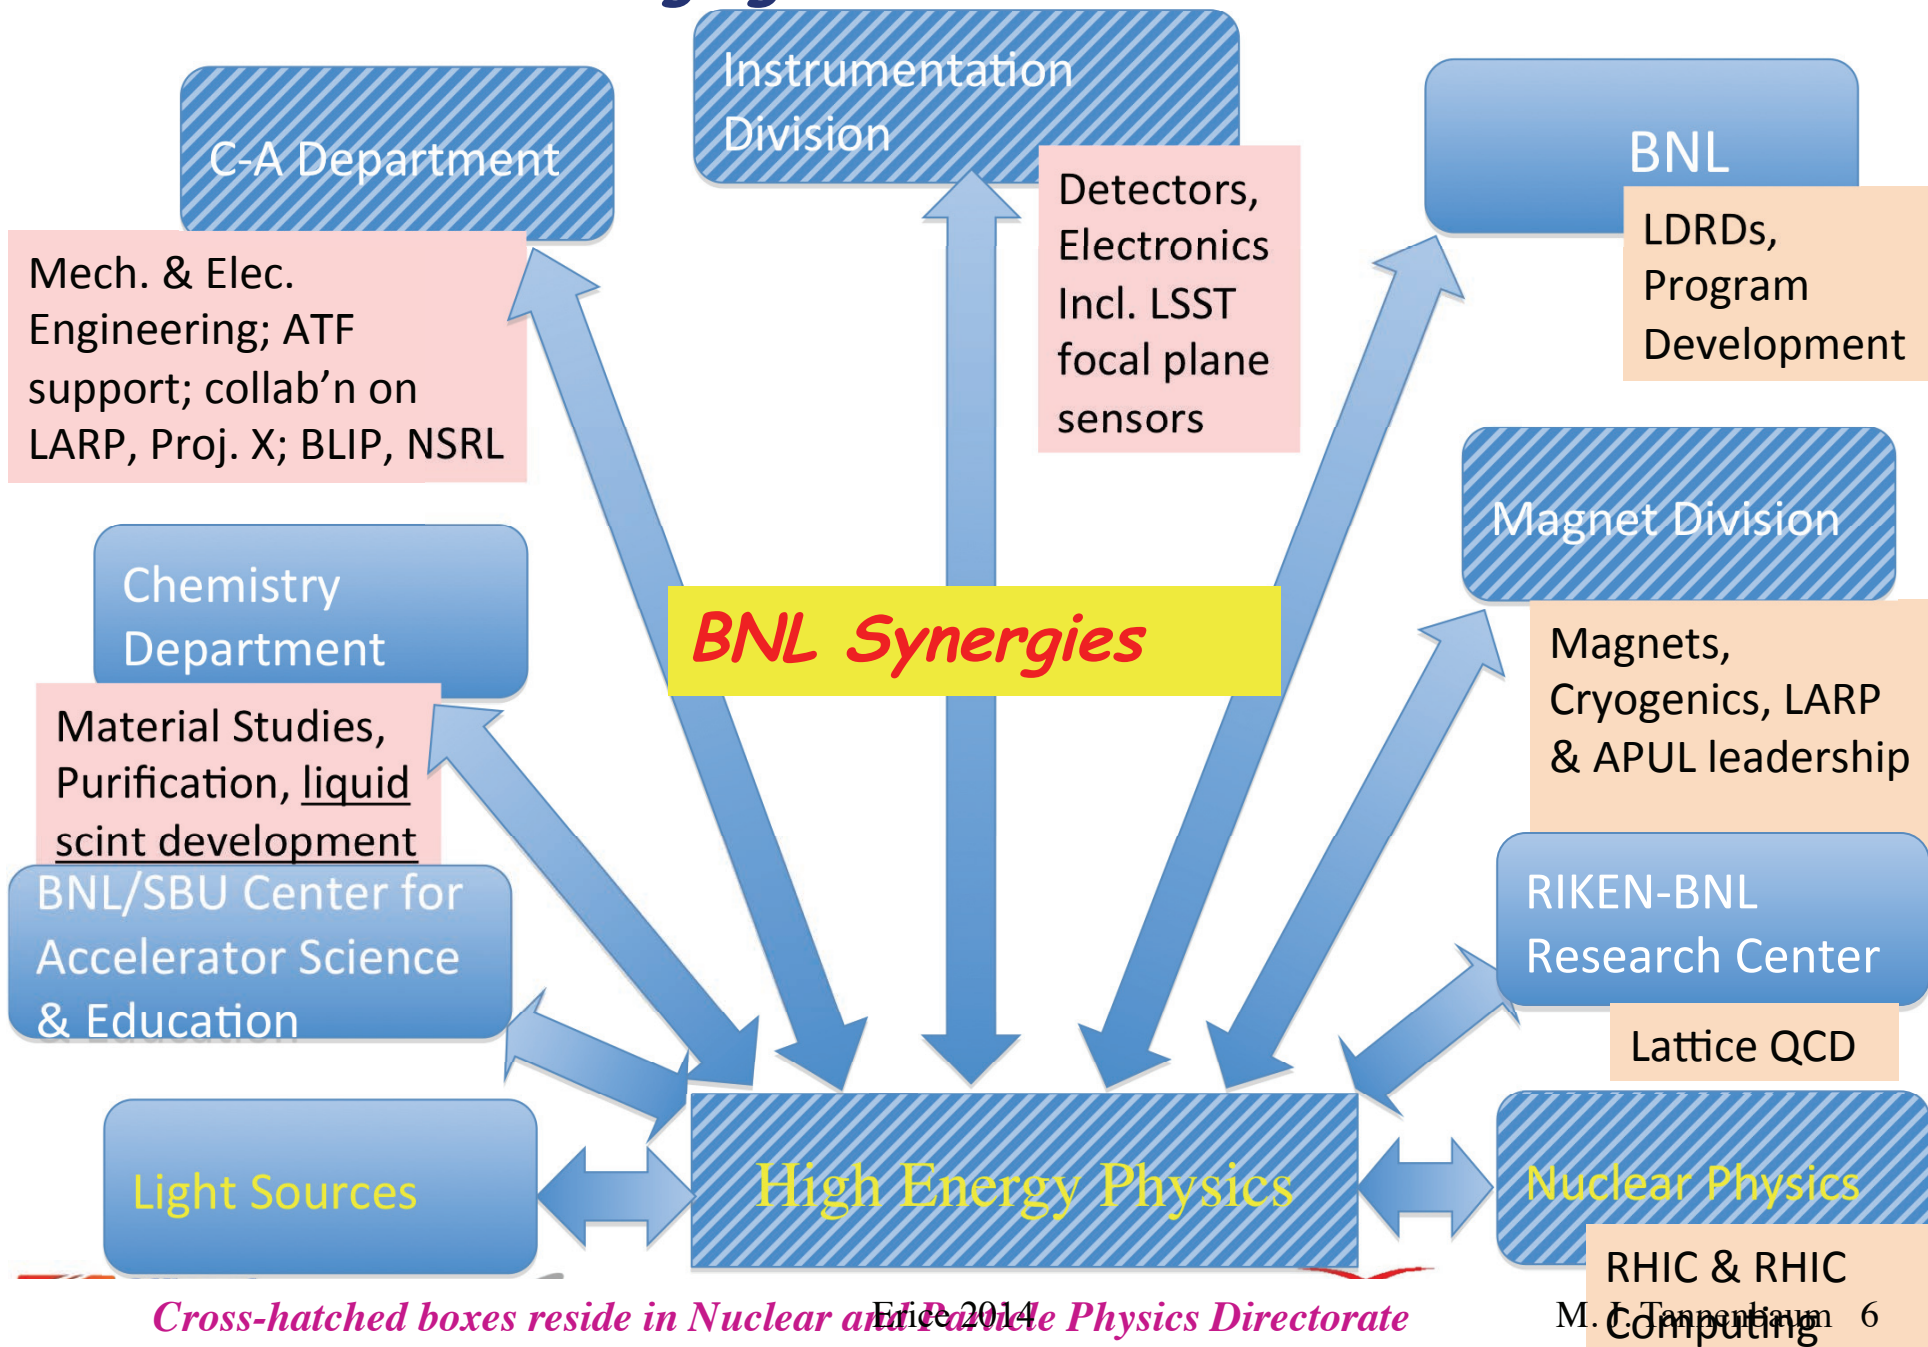 Instrumentation
Division
C-A Department
BNL
Detectors,
Electronics
Incl. LSST
focal plane
sensors
LDRDs,
Program
Development
Mech. & Elec.
Engineering; ATF
support; collab’n on
LARP, Proj. X; BLIP, NSRL
Magnet Division
Chemistry
Department
BNL Synergies
Magnets,
Cryogenics, LARP
& APUL leadership
Material Studies,
Purification, liquid
scint development
BNL/SBU Center for
Accelerator Science
& Education
RIKEN-BNL
Research Center
Lattice QCD
Light Sources
High Energy Physics
Nuclear Physics
RHIC & RHIC
Computing
Cross-hatched boxes reside in Nuclear and Particle Physics Directorate
Erice 2014
M. J. Tannenbaum 6